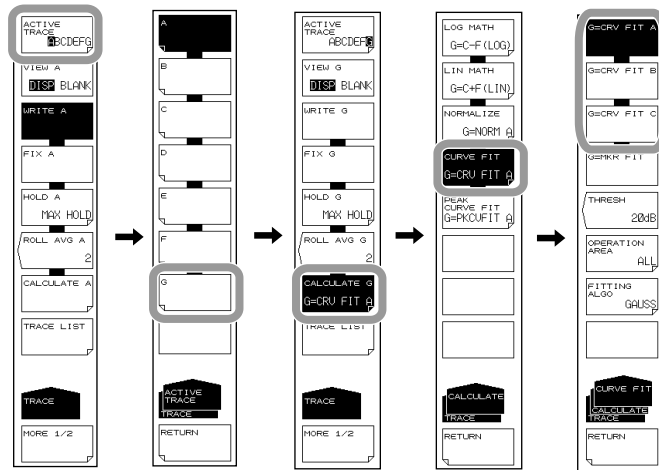 ACTIVE
TRACE
ABCDEFG
VIEW A
DISP BLANK
WRITE A
FIX A
HOLD A
MAX HOLD
ROLL AVG A
2
CALCULATE A
TRACE LIST
TRACE
MORE 1/2
A
B
C
D
E
F
G
ACTIVE
TRACE
TRACE
RETURN
ACTIVE
TRACE
ABCDEFG
VIEW G
DISP BLANK
WRITE G
FIX G
HOLD G
MAX HOLD
ROLL AVG G
2
CALCULATE G
G=CRV FIT A
TRACE LIST
TRACE
MORE 1/2
LOG MATH
G=C-F(LOG)
LIN MATH
G=C+F(LIN)
NORMALIZE
G=NORM A
CURVE FIT
G=CRV FIT A
PEAK
CURVE FIT
G=PKCVFIT A
CALCULATE
TRACE
RETURN
G=CRV FIT A
G=CRV FIT B
G=CRV FIT C
G=MKR FIT
THRESH
20dB
OPERATION
AREA
ALL
FITTING
ALGO
GAUSS
CURVE FIT
CALCULATE
TRACE
RETURN